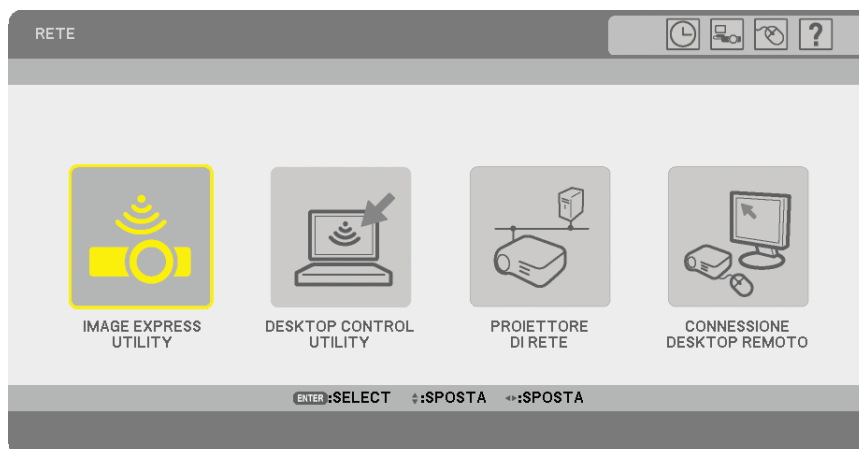 RETE
?
IMAGE EXPRESS
UTILITY
DESKTOP CONTROL
UTILITY
PROIETTORE
DI RETE
CONNESSIONE
DESKTOP REMOTO
ENTER:SELECT :SPOSTA :SPOSTA